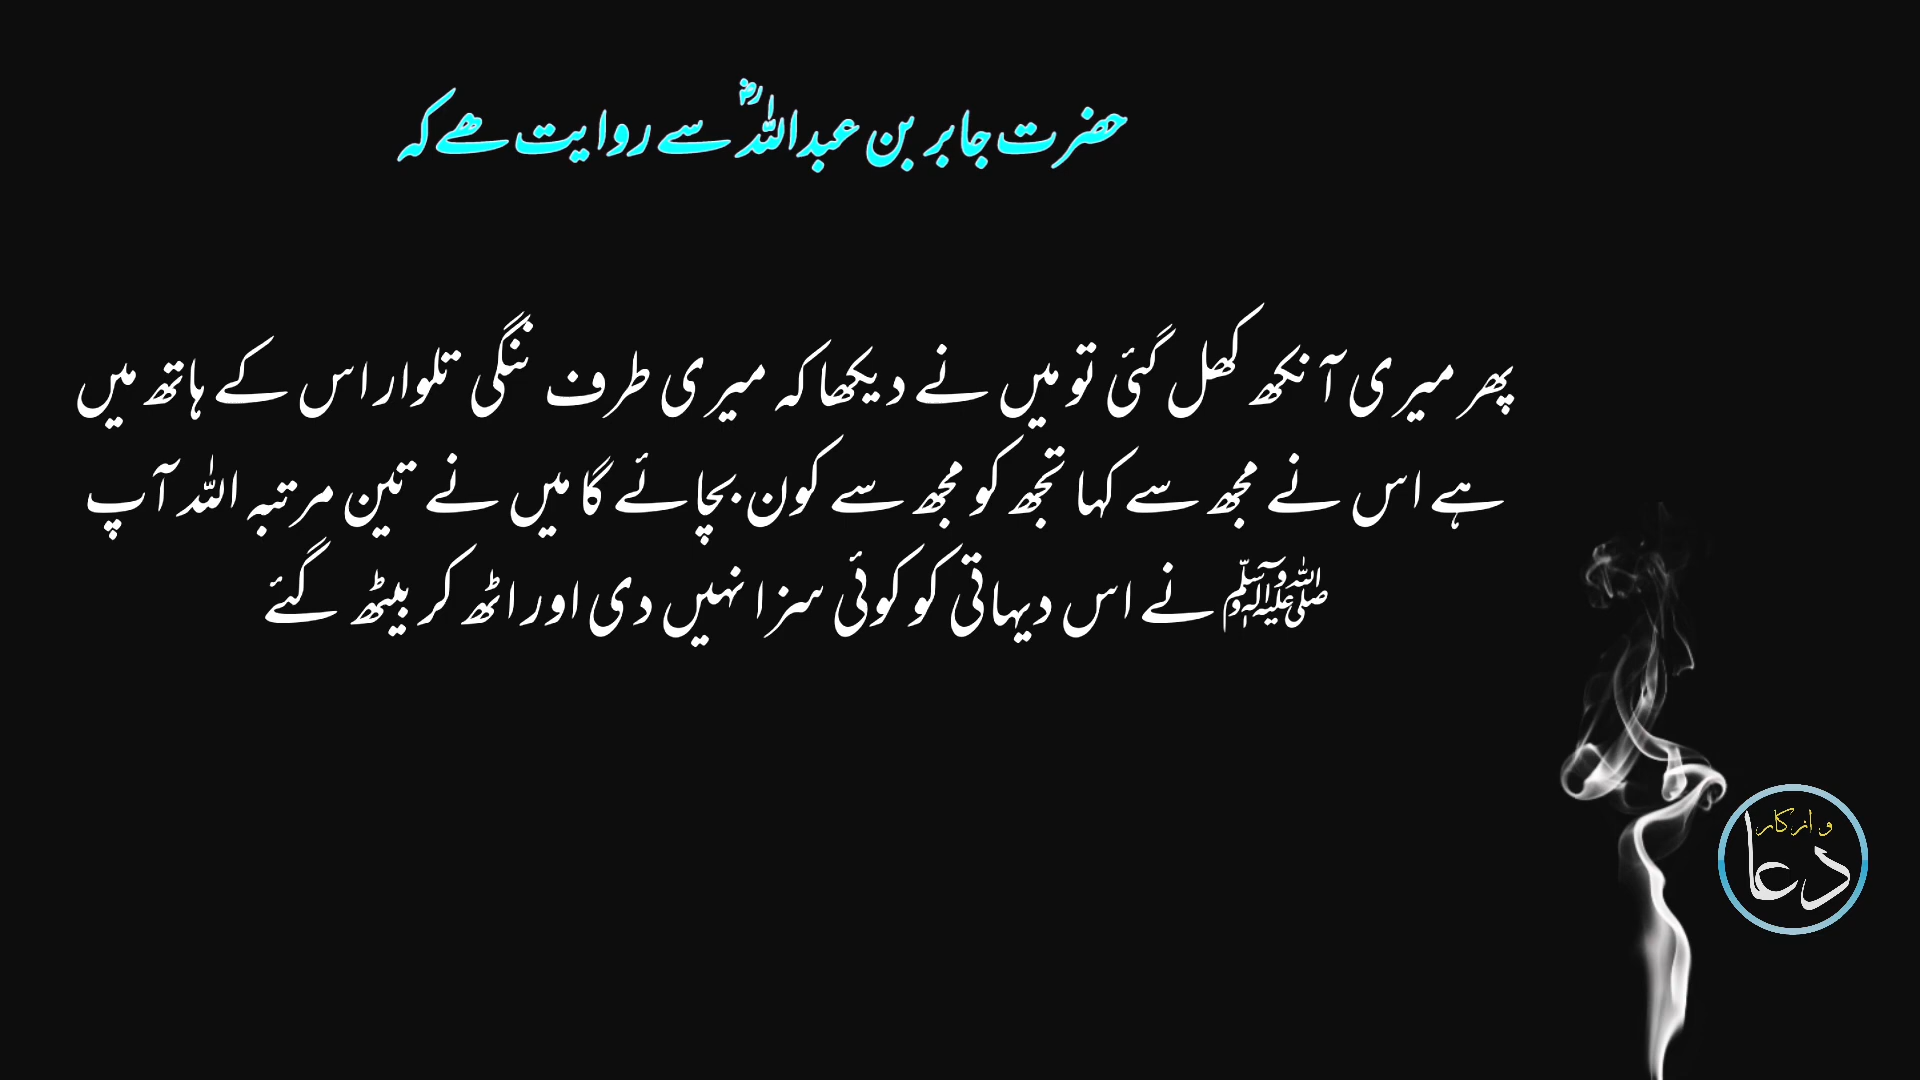 حضرت جابر بن عبداللہؓ سے روایت ھے کہ
پھر میری آنکھ کھل گئی تو میں نے دیکھا کہ میری طرف ننگی تلوار اس کے ہاتھ میں
ہے اس نے مجھ سے کہا تجھ کو مجھ سے کون بچائے گا میں نے تین مرتبہ اللہ آپ
ﷺ نے اس دیہاتی کو کوئی سزا نہیں دی اور اٹھ کر بیٹھ گئے
و ازکار
دعا